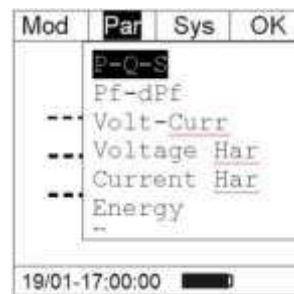 Mod Par Sys OK
P-Q-S
Pf-dPf
Volt-Curr
Voltage Har
Current Har
Energy
19/01-17:00:00